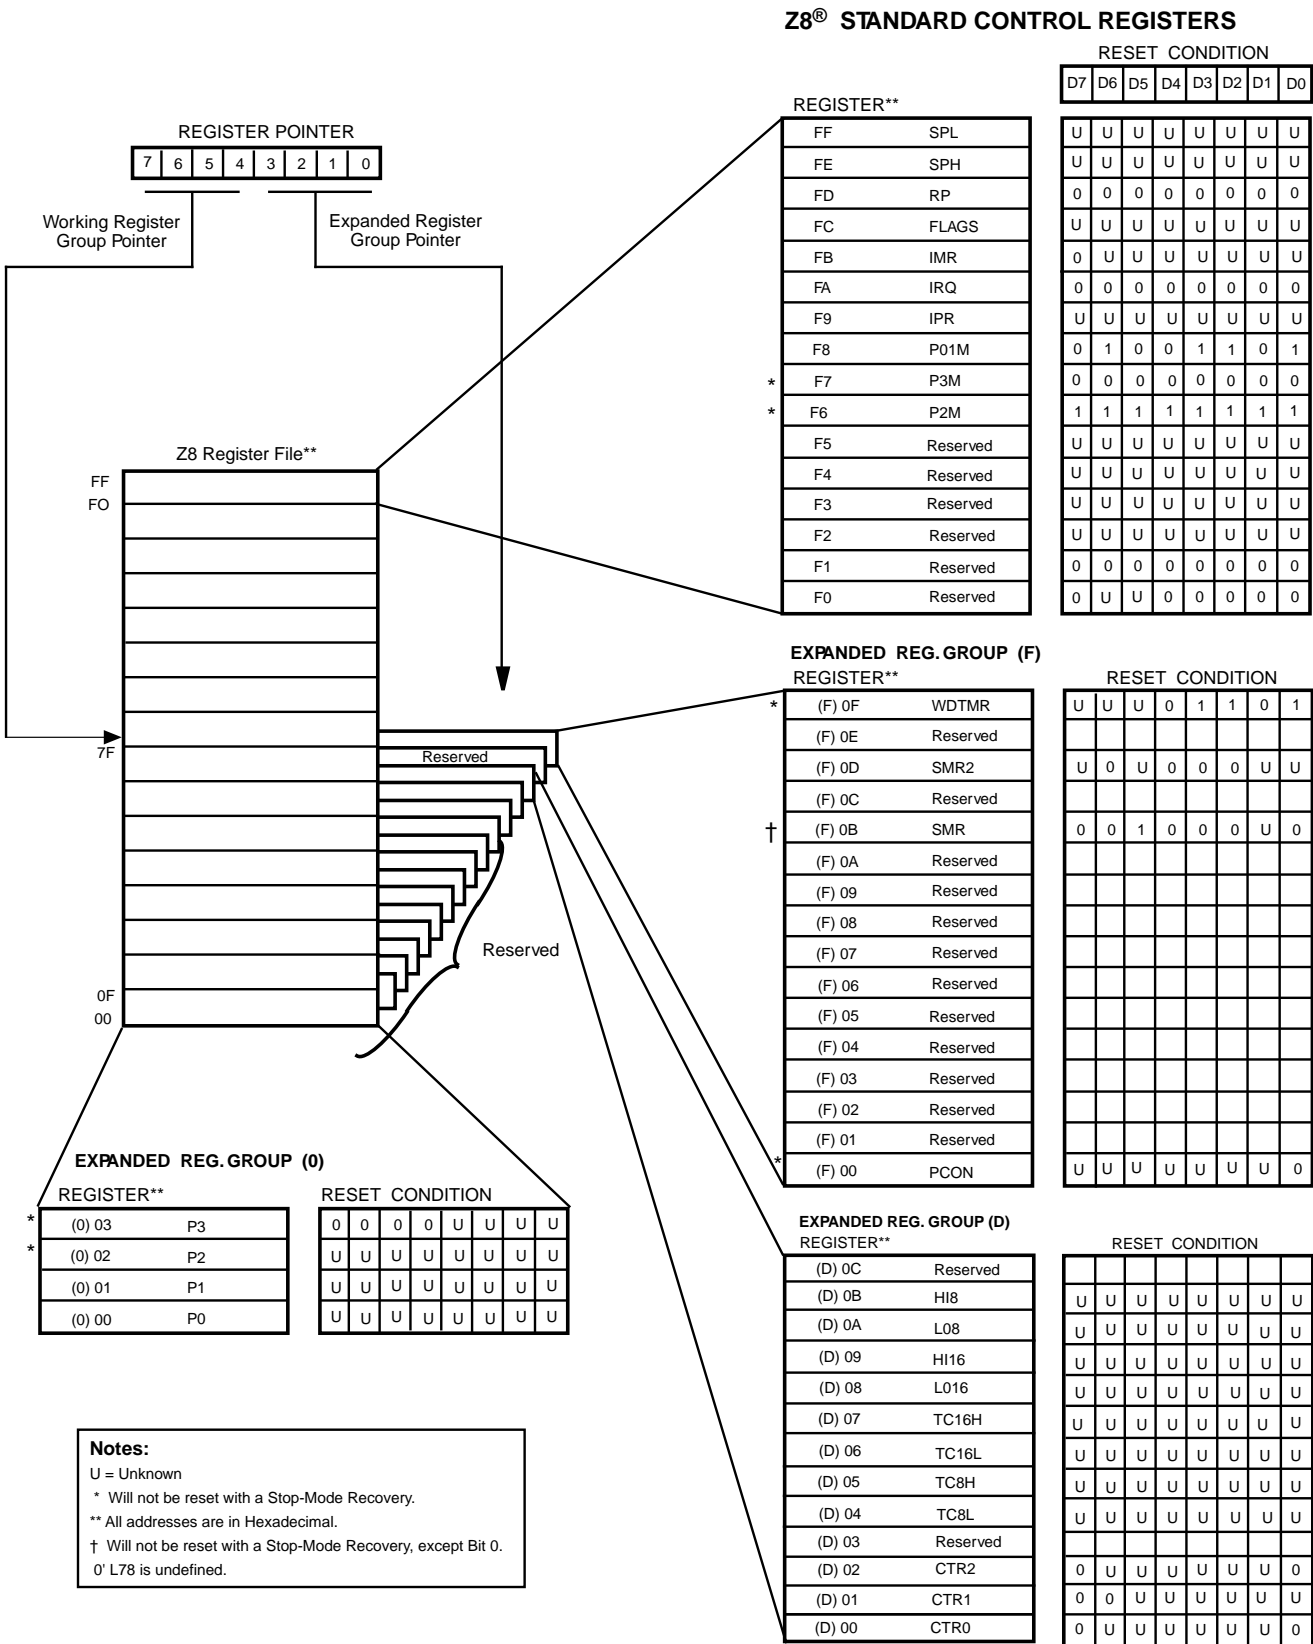 Z8® STANDARD CONTROL REGISTERS
RESET CONDITION
D7 D6 D5 D4 D3 D2 D1 D0
REGISTER**
FF SPL U U U U U U U U
FE SPH U U U U U U U U
FD RP 0 0 0 0 0 0 0 0
FC FLAGS U U U U U U U U
FB IMR 0 U U U U U U U
FA IRQ 0 0 0 0 0 0 0 0
F9 IPR U U U U U U U U
F8 P01M 0 1 0 0 1 1 0 1
* F7 P3M 0 0 0 0 0 0 0 0
* F6 P2M 1 1 1 1 1 1 1 1
F5 Reserved U U U U U U U U
F4 Reserved U U U U U U U U
F3 Reserved U U U U U U U U
F2 Reserved U U U U U U U U
F1 Reserved 0 0 0 0 0 0 0 0
F0 Reserved 0 U U 0 0 0 0 0
REGISTER POINTER
7 6 5 4 3 2 1 0
Working Register
Group Pointer
Expanded Register
Group Pointer
Z8 Register File**
FF
FO
7F
0F
00
Reserved
Reserved
EXPANDED REG. GROUP (F)
REGISTER**
RESET CONDITION
* (F) 0F WDTMR U U U 0 1 1 0 1
(F) 0E Reserved
(F) 0D SMR2 U 0 U 0 0 0 U U
(F) 0C Reserved
† (F) 0B SMR 0 0 1 0 0 0 U 0
(F) 0A Reserved
(F) 09 Reserved
(F) 08 Reserved
(F) 07 Reserved
(F) 06 Reserved
(F) 05 Reserved
(F) 04 Reserved
(F) 03 Reserved
(F) 02 Reserved
(F) 01 Reserved
* (F) 00 PCON U U U U U U U 0
EXPANDED REG. GROUP (0)
REGISTER**
RESET CONDITION
* (0) 03 P3 0 0 0 0 U U U U
* (0) 02 P2 U U U U U U U U
(0) 01 P1 U U U U U U U U
(0) 00 P0 U U U U U U U U
EXPANDED REG. GROUP (D)
REGISTER**
RESET CONDITION
(D) 0C Reserved
(D) 0B HI8 U U U U U U U U
(D) 0A L08 U U U U U U U U
(D) 09 HI16 U U U U U U U U
(D) 08 L016 U U U U U U U U
(D) 07 TC16H U U U U U U U U
(D) 06 TC16L U U U U U U U U
(D) 05 TC8H U U U U U U U U
(D) 04 TC8L U U U U U U U U
(D) 03 Reserved
(D) 02 CTR2 0 U U U U U U 0
(D) 01 CTR1 0 0 U U U U U U
(D) 00 CTR0 0 U U U U U U 0
Notes:
U = Unknown
* Will not be reset with a Stop-Mode Recovery.
** All addresses are in Hexadecimal.
† Will not be reset with a Stop-Mode Recovery, except Bit 0.
0' L78 is undefined.